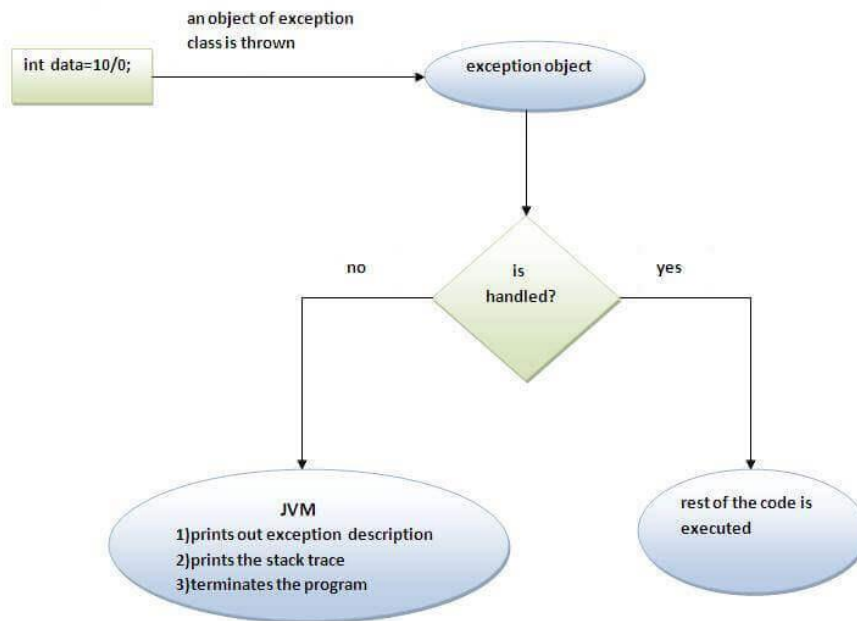 an object of exception
class is thrown
int data=10/0;
exception object
is
handled?
no
yes
JVM
1)prints out exception description
2)prints the stack trace
3)terminates the program
rest of the code is
executed